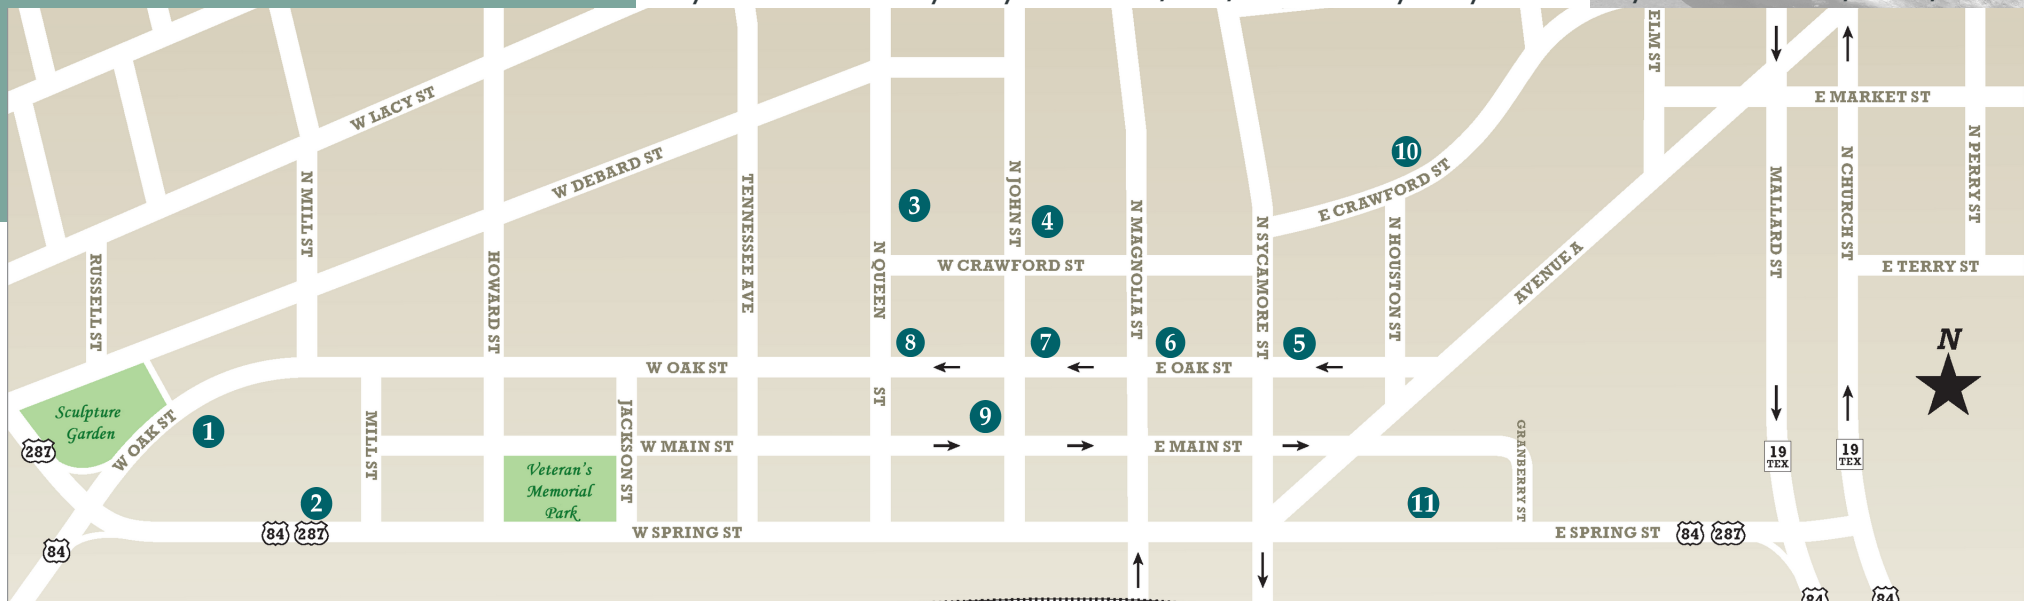 ELM ST
E MARKET ST
W LACY ST
N MILL ST
W DEBARD ST
TENNESSEE AVE
N JOHN ST
N MAGNOLIA ST
10
E CRAWFORD ST
MALLARD ST
N CHURCH ST
N PERRY ST
3
4
RUSSELL ST
HOWARD ST
N QUEEN
ST
W CRAWFORD ST
N SYCAMORE ST
N HOUSTON ST
AVENUE A
E TERRY ST
N
8
7
6
5
W OAK ST
E OAK ST
Sculpture
Garden
287
W OAK ST
1
MILL ST
JACKSON ST
9
W MAIN ST
E MAIN ST
GRANBERRY ST
19
TEX
19
TEX
Veteran's
Memorial
Park
2
11
84
84
287
W SPRING ST
E SPRING ST
84
287
84
84